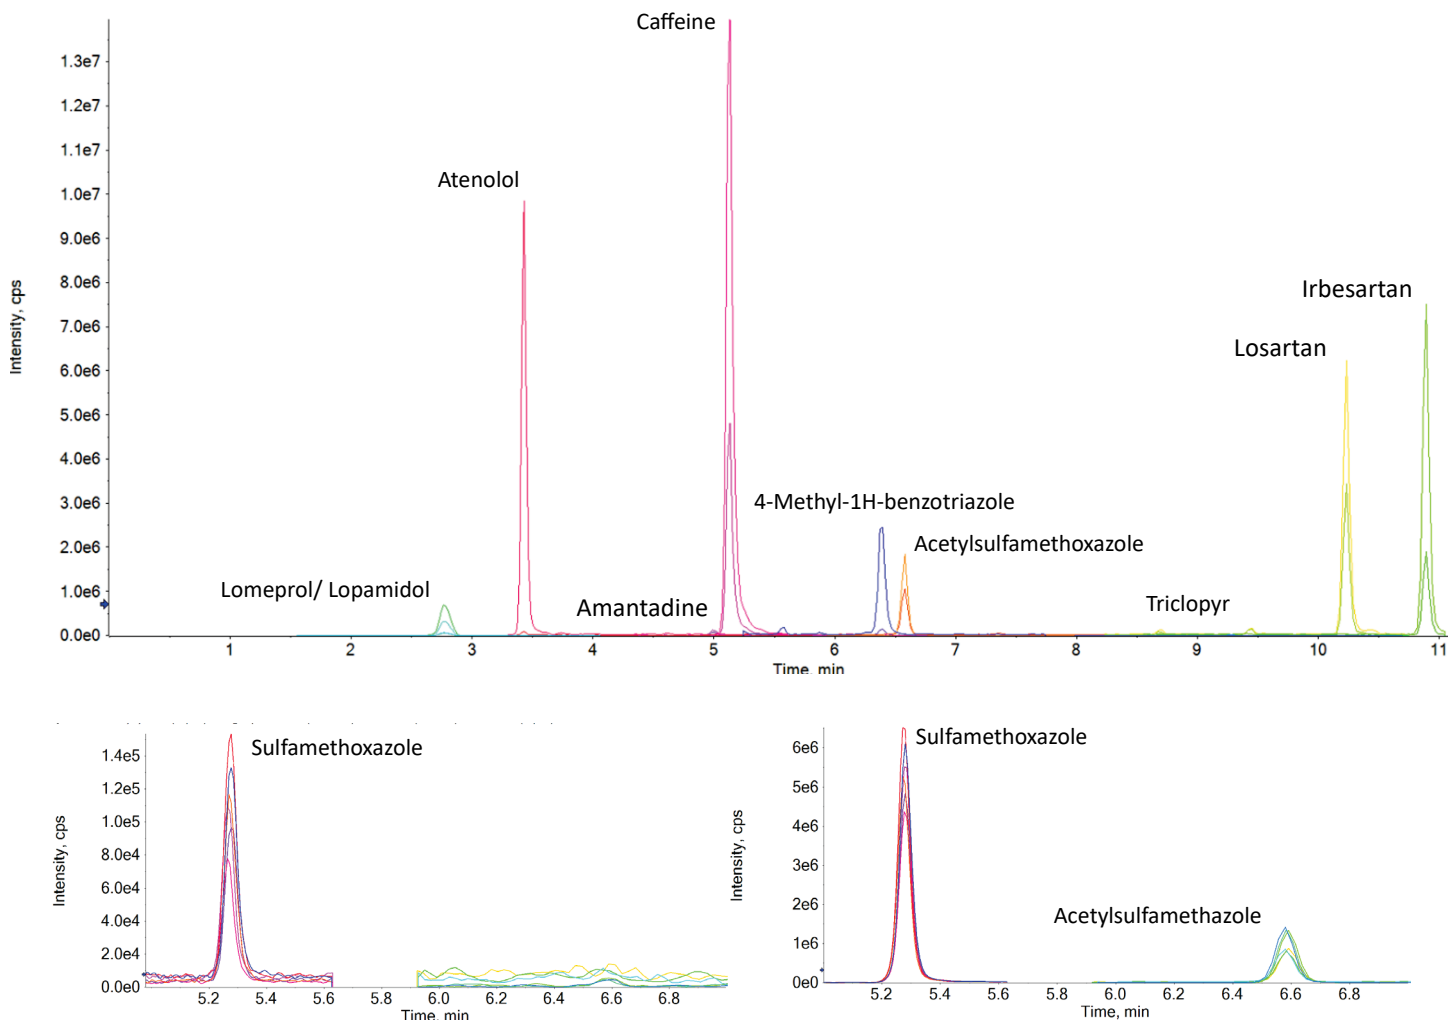 Caffeine
1.3e7
1.2e7
1.1e7
1.0e7
9.0e6
8.0e6
7.0e6
6.0e6
5.0e6
4.0e6
3.0e6
2.0e6
1.0e6
0.0e0
Intensity, cps
Atenolol
Irbesartan
Losartan
4-Methyl-1H-benzotriazole
Acetylsulfamethoxazole
Lomeprol/ Lopamidol
Amantadine
Triclopyr
1 2 3 4 5 6 7 8 9 10 11
Time, min
Sulfamethoxazole
1.4e5
1.2e5
1.0e5
8.0e4
6.0e4
4.0e4
2.0e4
0.0e0
Intensity, cps
5.2 5.4 5.6 5.8 6.0 6.2 6.4 6.6 6.8
Time, min
Sulfamethoxazole
6e6
5e6
4e6
3e6
2e6
1e6
0e0
Intensity, cps
Acetylsulfamethazole
5.2 5.4 5.6 5.8 6.0 6.2 6.4 6.6 6.8
Time, min